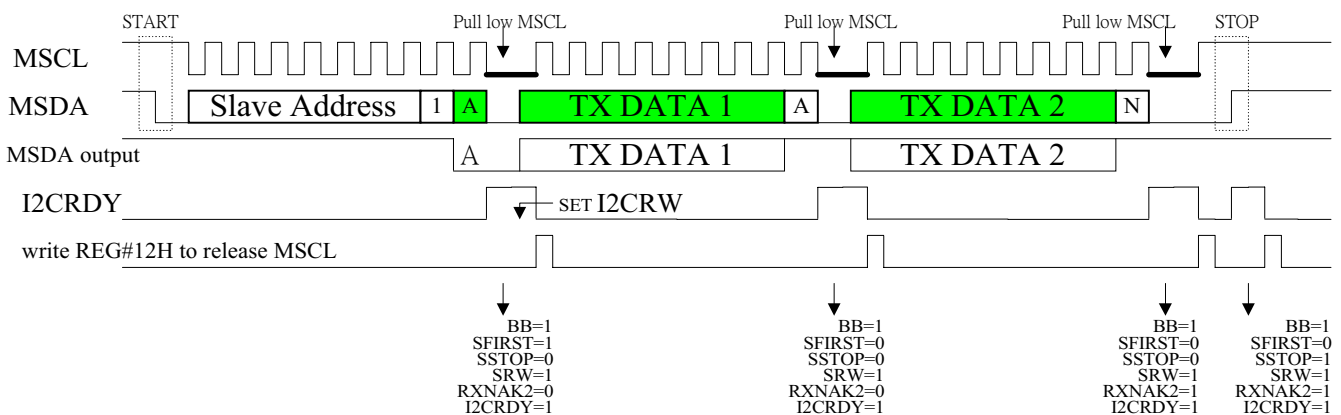 START Pull low MSCL Pull low MSCL Pull low MSCL STOP
MSCL
MSDA Slave Address 1 A TX DATA 1 A TX DATA 2 N
MSDA output A TX DATA 1 TX DATA 2
I2CRDY SET I2CRW
write REG#12H to release MSCL
BB=1 BB=1 BB=1 BB=1
SFIRST=1 SFIRST=0 SFIRST=0 SFIRST=0
SSTOP=0 SSTOP=0 SSTOP=0 SSTOP=1
SRW=1 SRW=1 SRW=1 SRW=1
RXNAK2=0 RXNAK2=0 RXNAK2=1 RXNAK2=1
I2CRDY=1 I2CRDY=1 I2CRDY=1 I2CRDY=1